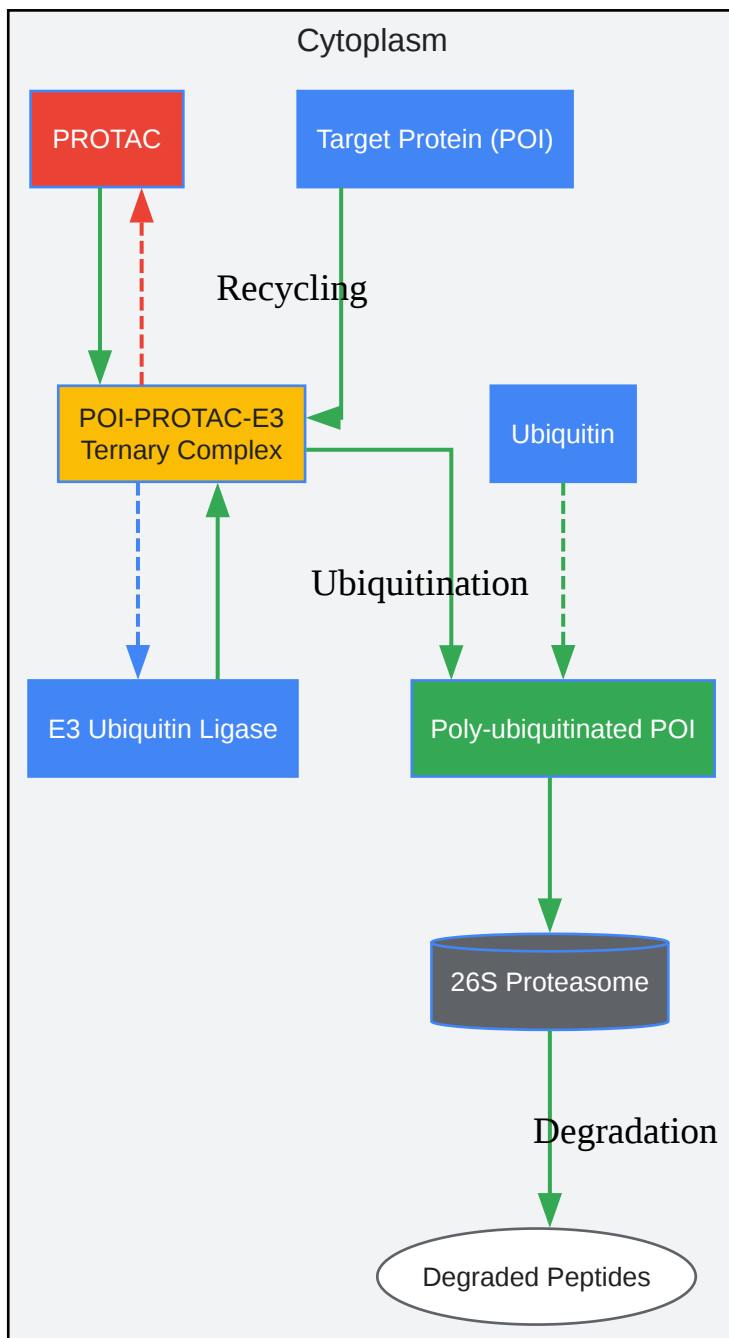 Cytoplasm
PROTAC
Target Protein (POI)
Recycling
POI-PROTAC-E3
Ternary Complex
Ubiquitin
Ubiquitination
E3 Ubiquitin Ligase
Poly-ubiquitinated POI
26S Proteasome
Degradation
Degraded Peptides